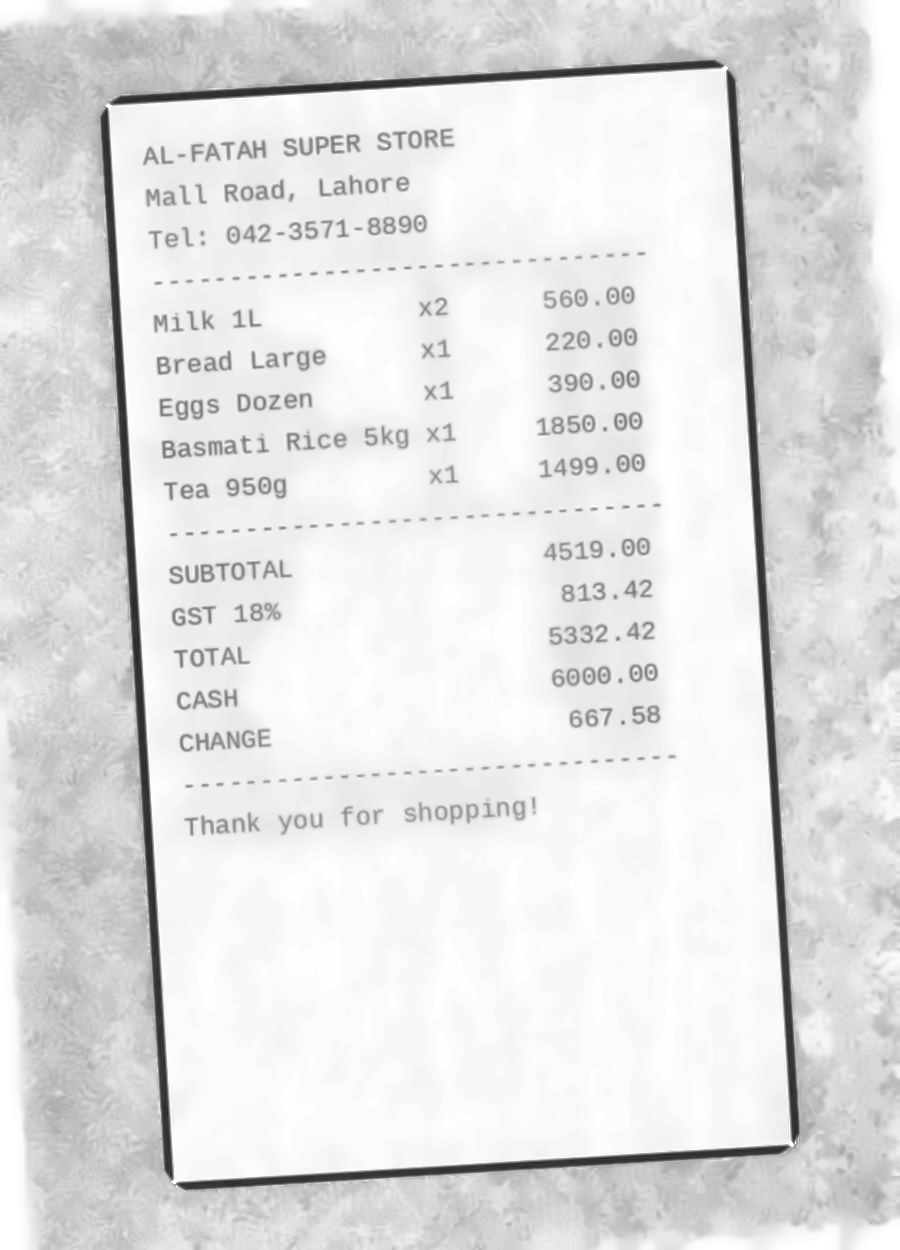 AL-FATAH SUPER STORE
Mall Road, Lahore
Tel: 042-3571-8890
--------------------------------
Milk 1L x2 560.00
Bread Large x1 220.00
Eggs Dozen x1 390.00
Basmati Rice 5kg x1 1850.00
Tea 950g x1 1499.00
--------------------------------
SUBTOTAL 4519.00
GST 18% 813.42
TOTAL 5332.42
CASH 6000.00
CHANGE 667.58
--------------------------------
Thank you for shopping!